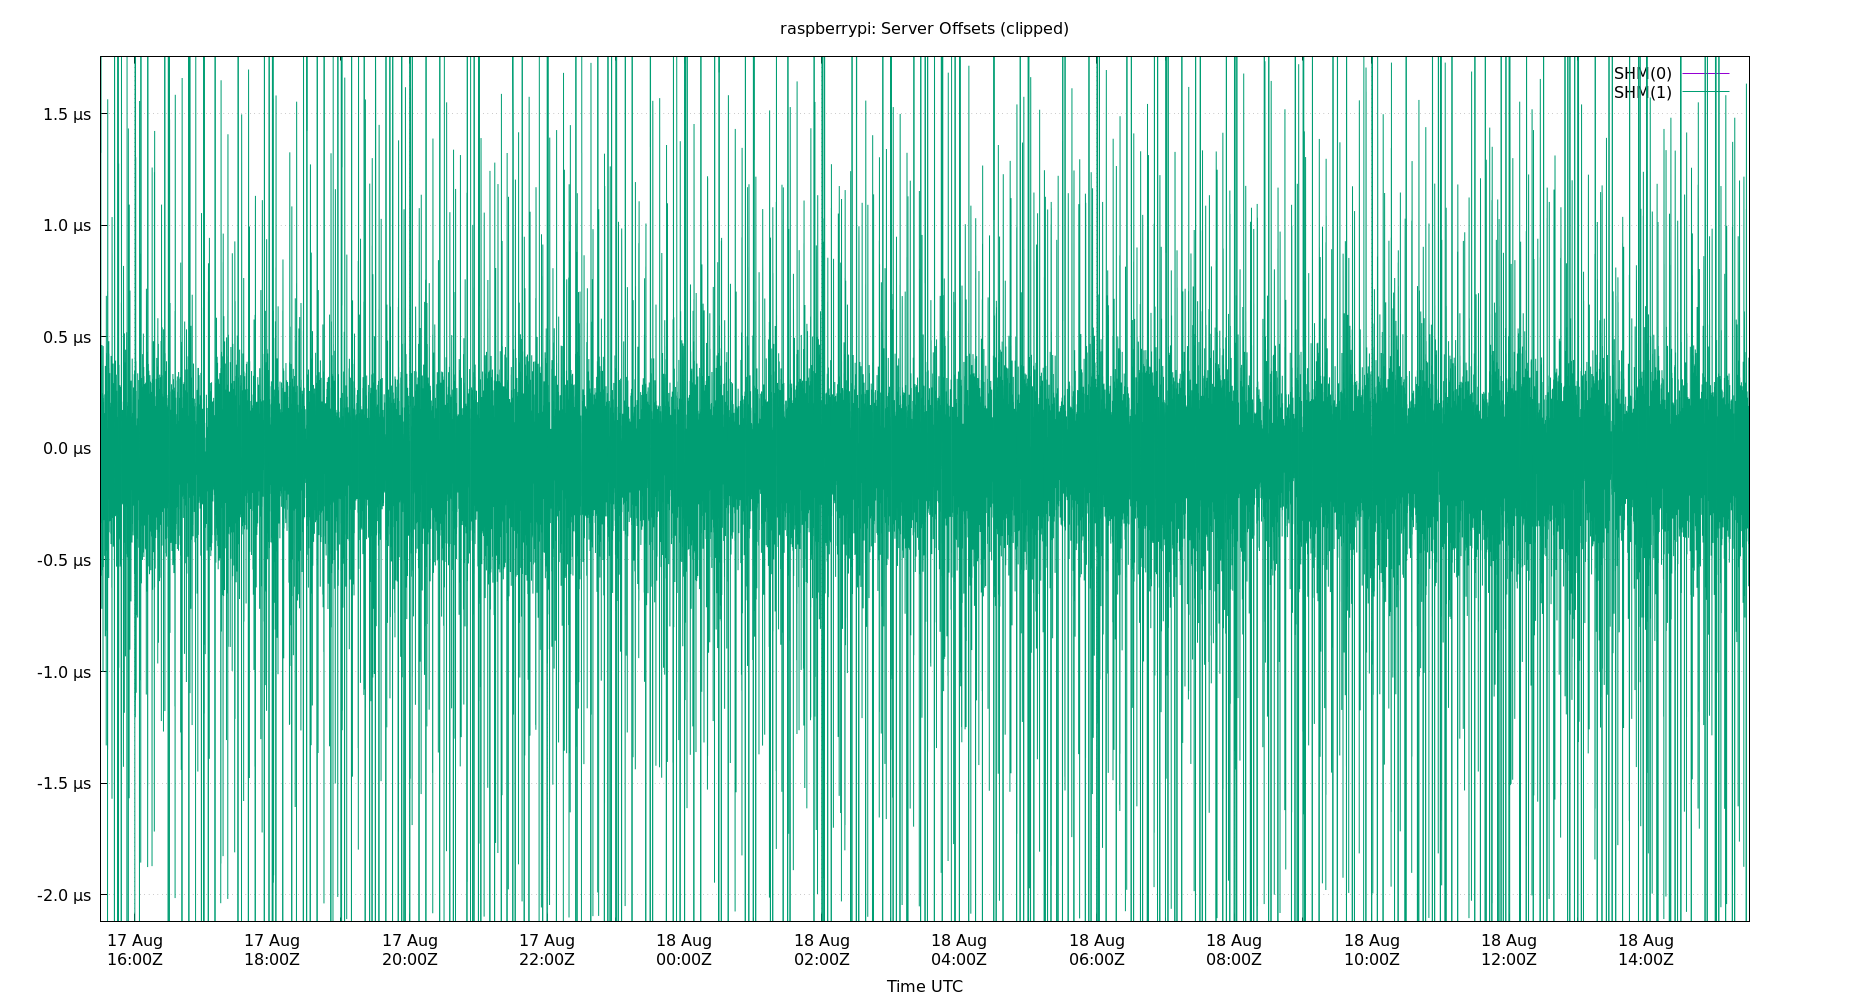 raspberrypi: Server Offsets (clipped)
SHM(0)
SHM(1)
1.5 µs
1.0 µs
0.5 µs
0.0 µs
-0.5 µs
-1.0 µs
-1.5 µs
-2.0 µs
17 Aug 17 Aug 17 Aug 17 Aug 18 Aug 18 Aug 18 Aug 18 Aug 18 Aug 18 Aug 18 Aug 18 Aug
16:00Z 18:00Z 20:00Z 22:00Z 00:00Z 02:00Z 04:00Z 06:00Z 08:00Z 10:00Z 12:00Z 14:00Z
Time UTC